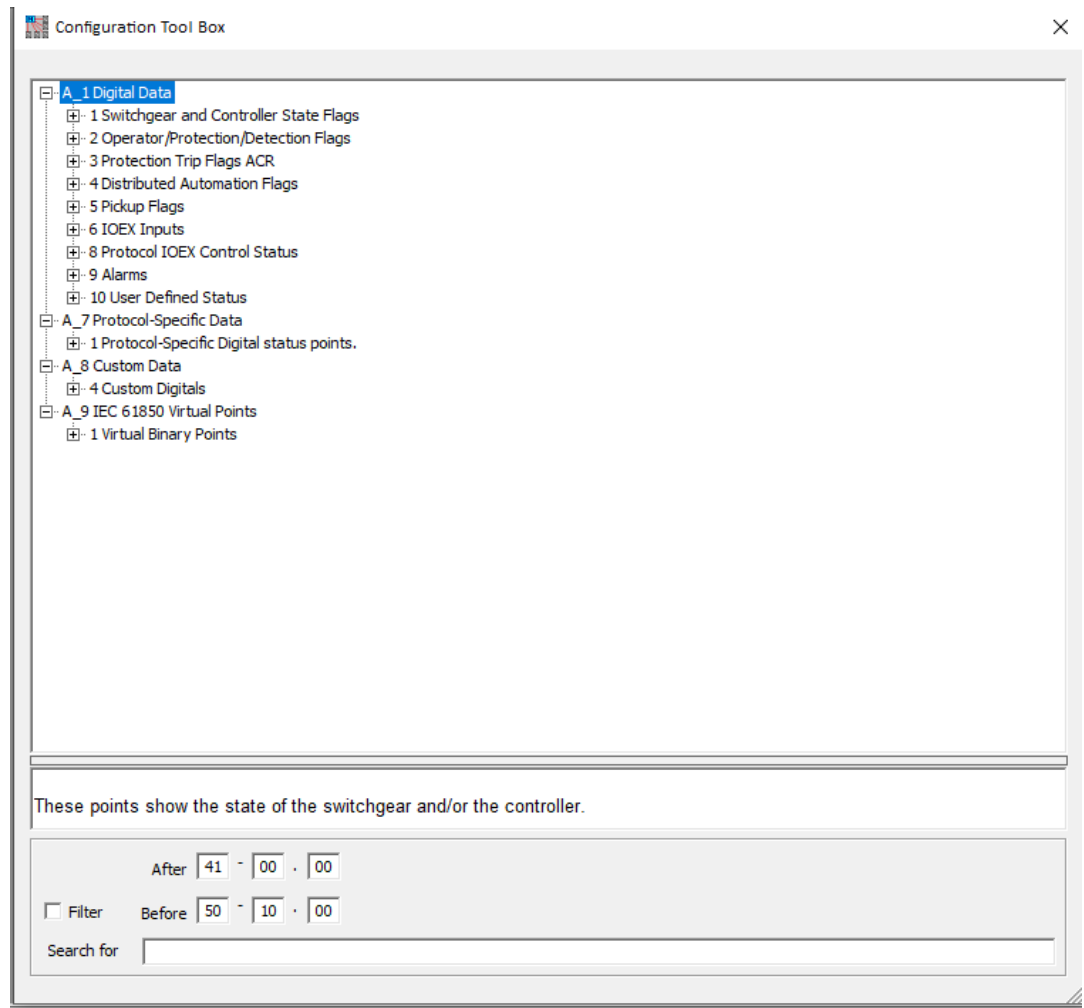 Configuration Tool Box
A_1 Digital Data
1 Switchgear and Controller State Flags
2 Operator/Protection/Detection Flags
3 Protection Trip Flags ACR
4 Distributed Automation Flags
5 Pickup Flags
6 IOEX Inputs
8 Protocol IOEX Control Status
9 Alarms
10 User Defined Status
A_7 Protocol-Specific Data
1 Protocol-Specific Digital status points.
A_8 Custom Data
4 Custom Digitals
A_9 IEC 61850 Virtual Points
1 Virtual Binary Points
These points show the state of the switchgear and/or the controller.
After 41 - 00 . 00
Filter Before 50 - 10 . 00
Search for